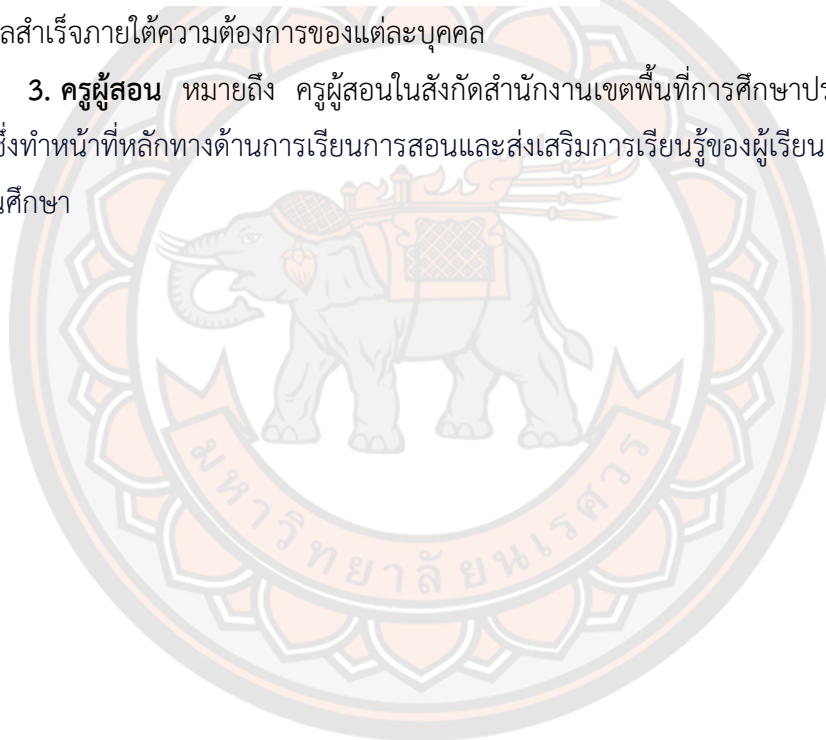 ลสำเร็จภายใต้ความต้องการของแต่ละบุคคล
3. ครูผู้สอน หมายถึง ครูผู้สอนในสังกัดสำนักงานเขตพื้นที่การศึกษาปร
ซึ่งทำหน้าที่หลักทางด้านการเรียนการสอนและส่งเสริมการเรียนรู้ของผู้เรียน
นศึกษา
มหาวิทยาลัยนเรศวร